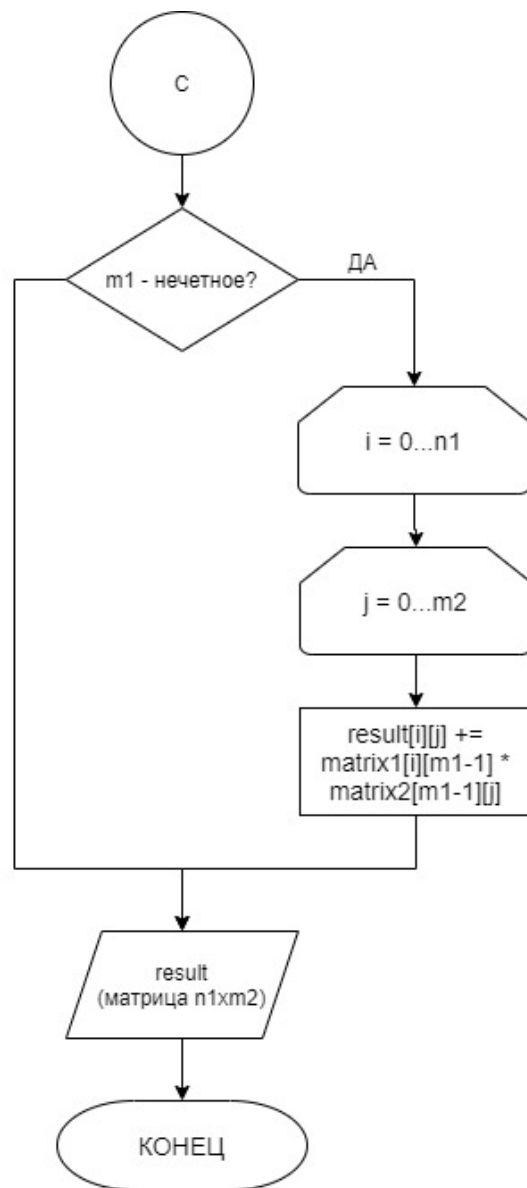 С
m1 - нечетное?
ДА
i = 0...n1
j = 0...m2
result[i][j] +=
matrix1[i][m1-1] *
matrix2[m1-1][j]
result
(матрица n1xm2)
КОНЕЦ